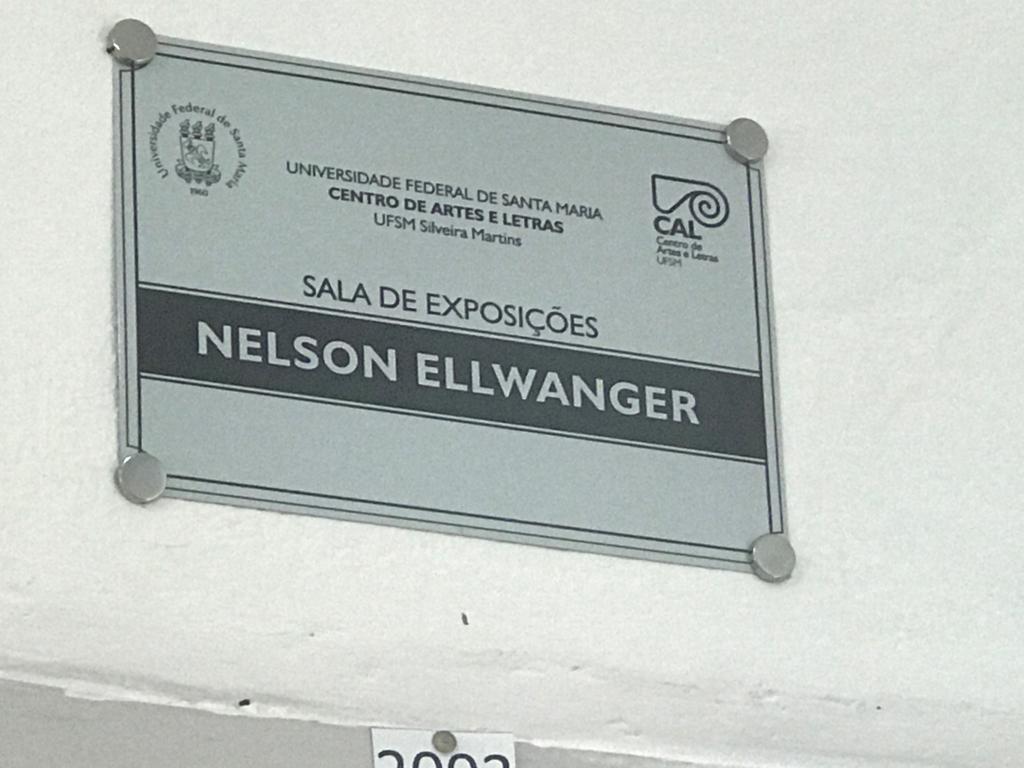 Universidade Federal de Santa Maria
1960
UNIVERSIDADE FEDERAL DE SANTA MARIA
CENTRO DE ARTES E LETRAS
UFSM Silveira Martins
CAL
Centro de
Artes e Letras
UFSM
SALA DE EXPOSIÇÕES
NELSON ELLWANGER